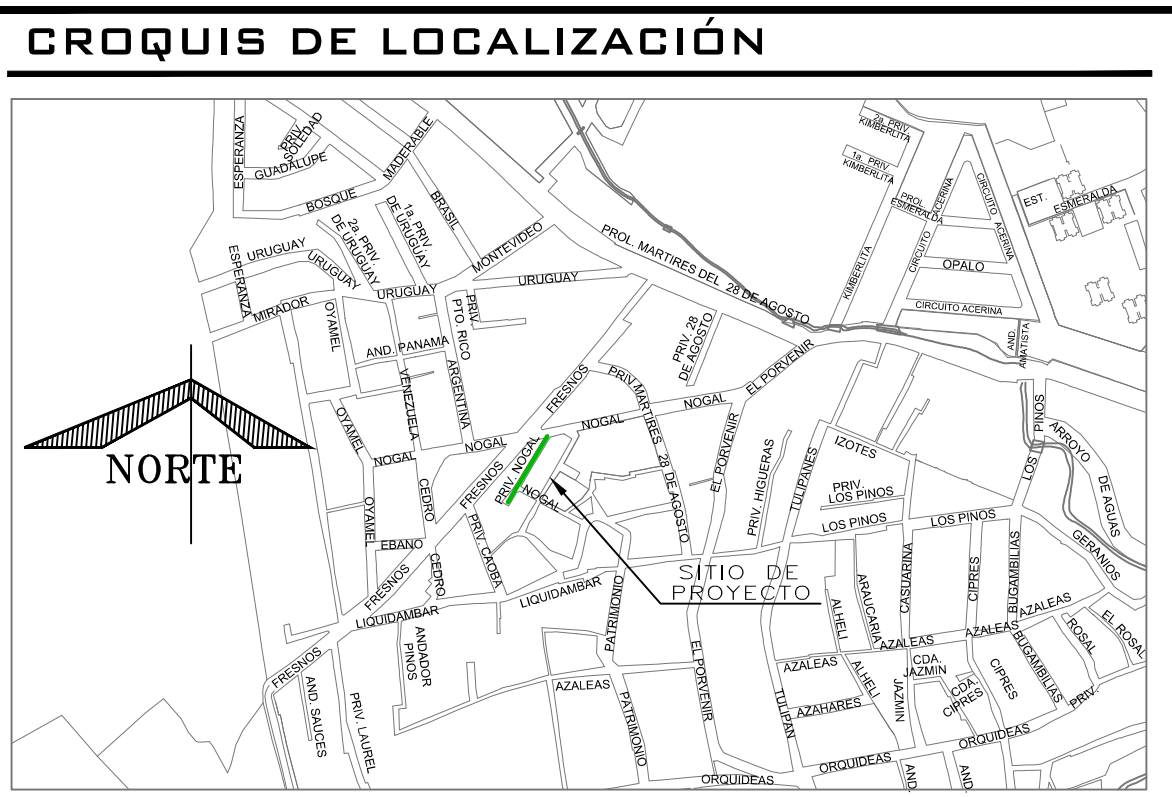 CROQUIS DE LOCALIZACIÓN
ESPERANZA
PRIV.
SOLEDAD
GUADALUPE
MADERABLE
BOSQUE
BRASIL
2a. PRIV.
KIMBERLITA
1a. PRIV.
KIMBERLITA
PROL.
ESMERALDA
ACERINA
CIRCUITO
CIRCUITO
ACERINA
EST.
ESMERALDA
ESPERANZA
URUGUAY
URUGUAY
2a. PRIV.
DE URUGUAY
1a. PRIV.
DE URUGUAY
MONTEVIDEO
PROL. MARTIRES DEL 28 DE AGOSTO
KIMBERLITA
OPALO
CIRCUITO ACERINA
MIRADOR
OYAMEL
URUGUAY
URUGUAY
PRIV.
PTO. RICO
AND. PANAMA
ARGENTINA
VENEZUELA
PRIV. 28
DE AGOSTO
EL PORVENIR
AND.
AMATISTA
FRESNOS
PRIV.MARTIRES 28 DE AGOSTO
NOGAL
NOGAL
NORTE
OYAMEL
NOGAL
NOGAL
FRESNOS
PRIV. NOGAL
NOGAL
EL PORVENIR
PRIV. HIGUERAS
TULIPANES
IZOTES
PRIV.
LOS PINOS
LOS PINOS
LOS PINOS
LOS PINOS
ARROYO
DE AGUAS
GERANIOS
OYAMEL
CEDRO
EBANO
CEDRO
PRIV. CAOBA
FRESNOS
LIQUIDAMBAR
LIQUIDAMBAR
PATRIMONIO
SITIO DE
PROYECTO
ALHELI
ARAUCARIA
CASUARINA
CIPRES
BUGAMBILIAS
AZALEAS
AZALEAS
AZALEAS
BUGAMBILIAS
ROSAL
EL ROSAL
PRIV.
ANDADOR
PINOS
FRESNOS
AND. SAUCES
PRIV. LAUREL
AZALEAS
PATRIMONIO
EL PORVENIR
TULIPAN
AZALEAS
ALHELI
AZAHARES
JAZMIN
CDA.
JAZMIN
CDA.
CIPRES
CIPRES
ORQUIDEAS
ORQUIDEAS
ORQUIDEAS
AND.
AND.